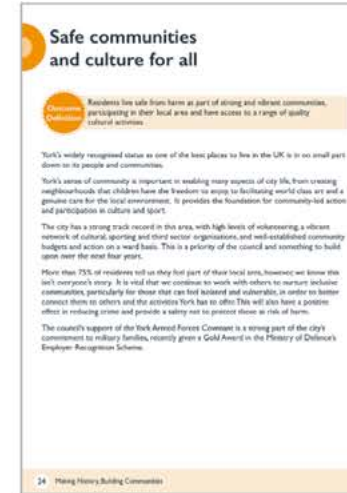 Safe communities
and culture for all
Outcome
Definition
Residents live safe from harm as part of strong and vibrant communities,
participating in their local area and have access to a range of quality
cultural activities
York's widely recognised status as one of the best places to live in the UK is in no small part
down to its people and communities.
York's sense of community is important in enabling many aspects of city life, from creating
neighbourhoods that children have the freedom to enjoy, to facilitating world class art and a
genuine care for the local environment. It provides the foundation for community-led action
and participation in culture and sport.
The city has a strong track record in this area, with high levels of volunteering, a vibrant
network of cultural, sporting and third sector organisations, and well-established community
budgets and action on a ward basis. This is a priority of the council and something to build
upon over the next four years.
More than 75% of residents tell us they feel part of their local area, however, we know this
isn't everyone's story. It is vital that we continue to work with others to nurture inclusive
communities, particularly for those that can feel isolated and vulnerable, in order to better
connect them to others and the activities York has to offer. This will also have a positive
effect in reducing crime and provide a safety net to protect those at risk of harm.
The council's support of the York Armed Forces Covenant is a strong part of the city's
commitment to military families, recently given a Gold Award in the Ministry of Defence's
Employer Recognition Scheme.
24 Making History, Building Communities